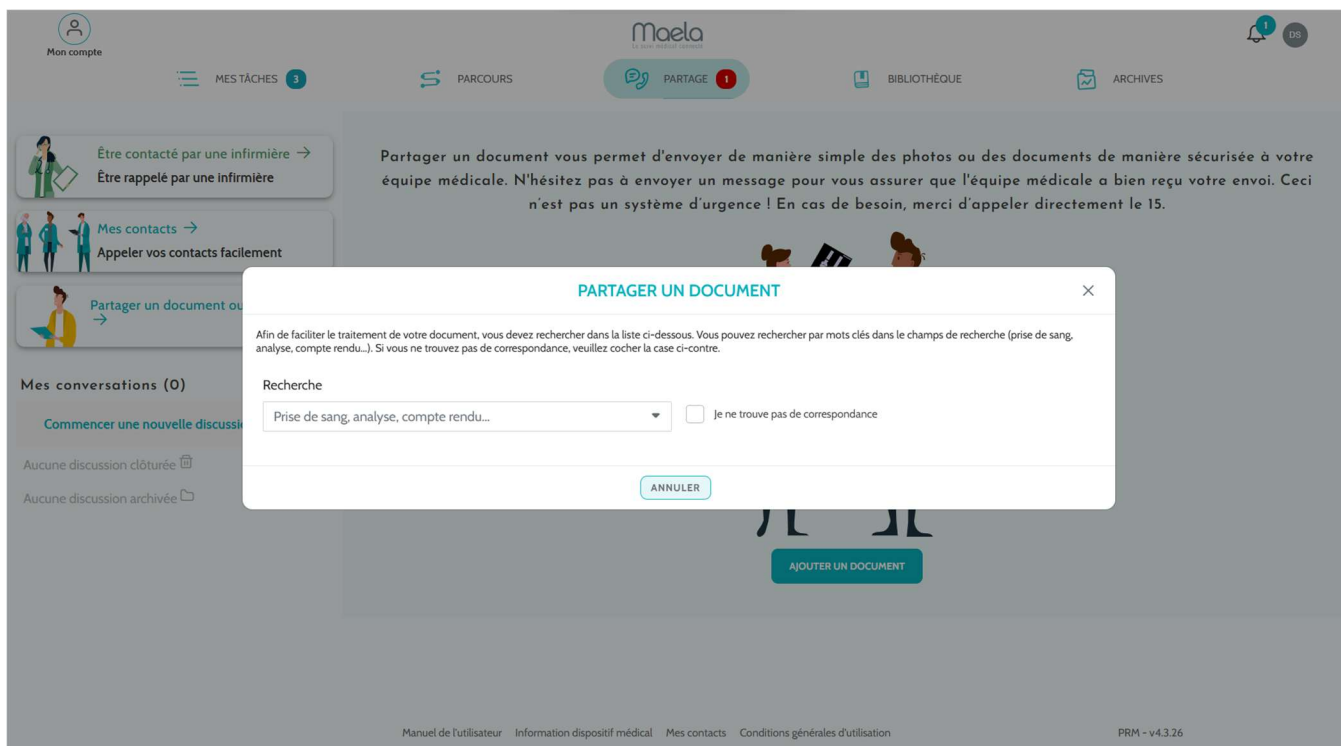 Mon compte
Maela
1
DS
MES TÂCHES 3
PARCOURS
PARTAGE 1
BIBLIOTHÈQUE
ARCHIVES
Être contacté par une infirmière →
Être rappelé par une infirmière
Mes contacts →
Appeler vos contacts facilement
Partager un document ou
→
Mes conversations (0)
Commencer une nouvelle discussi
Aucune discussion clôturée
Aucune discussion archivée
Partager un document vous permet d'envoyer de manière simple des photos ou des documents de manière sécurisée à votre
équipe médicale. N'hésitez pas à envoyer un message pour vous assurer que l'équipe médicale a bien reçu votre envoi. Ceci
n'est pas un système d'urgence ! En cas de besoin, merci d'appeler directement le 15.
PARTAGER UN DOCUMENT
Afin de faciliter le traitement de votre document, vous devez rechercher dans la liste ci-dessous. Vous pouvez rechercher par mots clés dans le champs de recherche (prise de sang,
analyse, compte rendu...). Si vous ne trouvez pas de correspondance, veuillez cocher la case ci-contre.
Recherche
Prise de sang, analyse, compte rendu...
Je ne trouve pas de correspondance
ANNULER
AJOUTER UN DOCUMENT
Manuel de l'utilisateur Information dispositif médical Mes contacts Conditions générales d'utilisation
PRM - v4.3.26